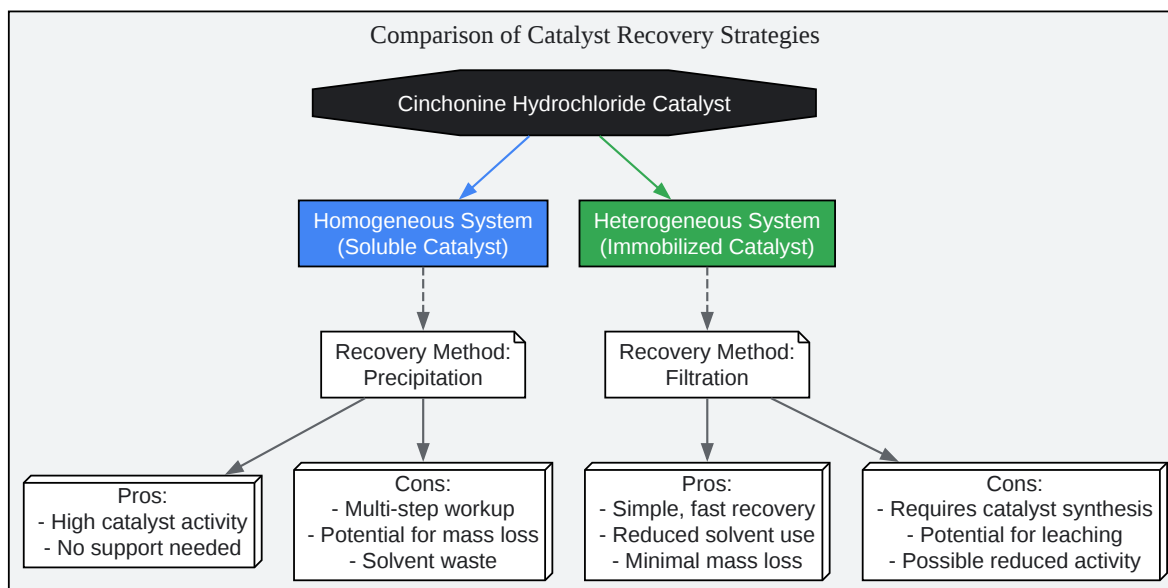 Comparison of Catalyst Recovery Strategies
Cinchonine Hydrochloride Catalyst
Homogeneous System
(Soluble Catalyst)
Heterogeneous System
(Immobilized Catalyst)
Recovery Method:
Precipitation
Recovery Method:
Filtration
Pros:
- High catalyst activity
- No support needed
Cons:
- Multi-step workup
- Potential for mass loss
- Solvent waste
Pros:
- Simple, fast recovery
- Reduced solvent use
- Minimal mass loss
Cons:
- Requires catalyst synthesis
- Potential for leaching
- Possible reduced activity